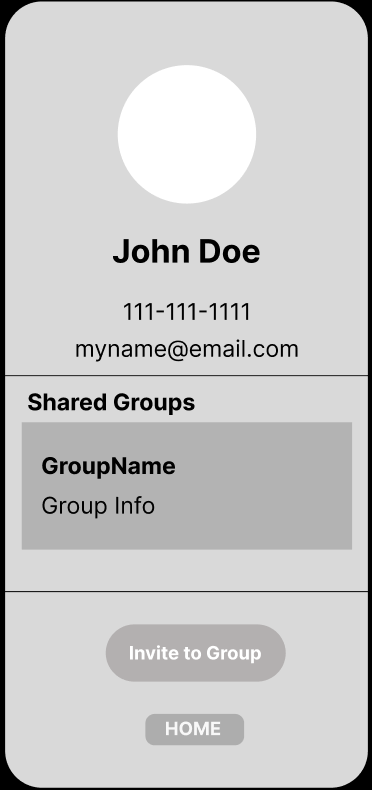 John Doe
111-111-1111
myname@email.com
Shared Groups
GroupName
Group Info
Invite to Group
HOME